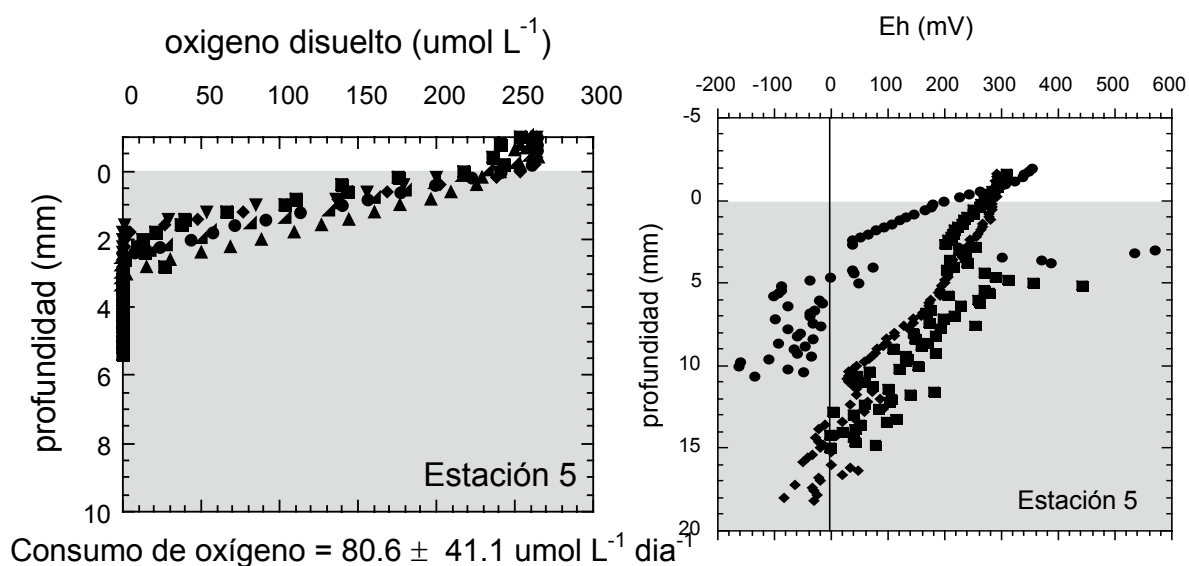 oxigeno disuelto (umol L-1)
0 50 100 150 200 250 300
profundidad (mm)
0
2
4
6
8
10
Estación 5
Consumo de oxígeno = 80.6 ± 41.1 umol L-1 dia-1
Eh (mV)
-200 -100 0 100 200 300 400 500 600
profundidad (mm)
-5
0
5
10
15
20
Estación 5